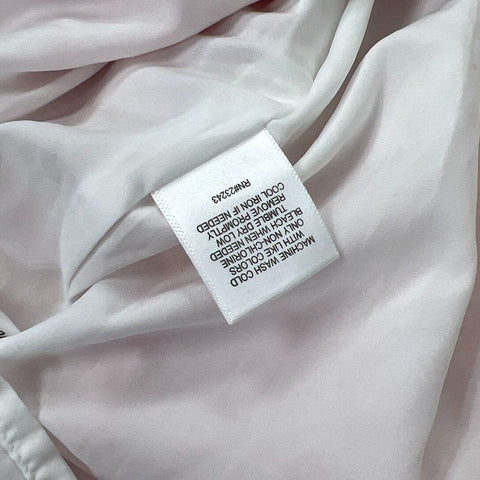 MACHINE WASH COLD
WITH LIKE COLORS
ONLY NON-CHLORINE
BLEACH WHEN NEEDED
TUMBLE DRY LOW
REMOVE PROMPTLY
COOL IRON IF NEEDED
RN#23243